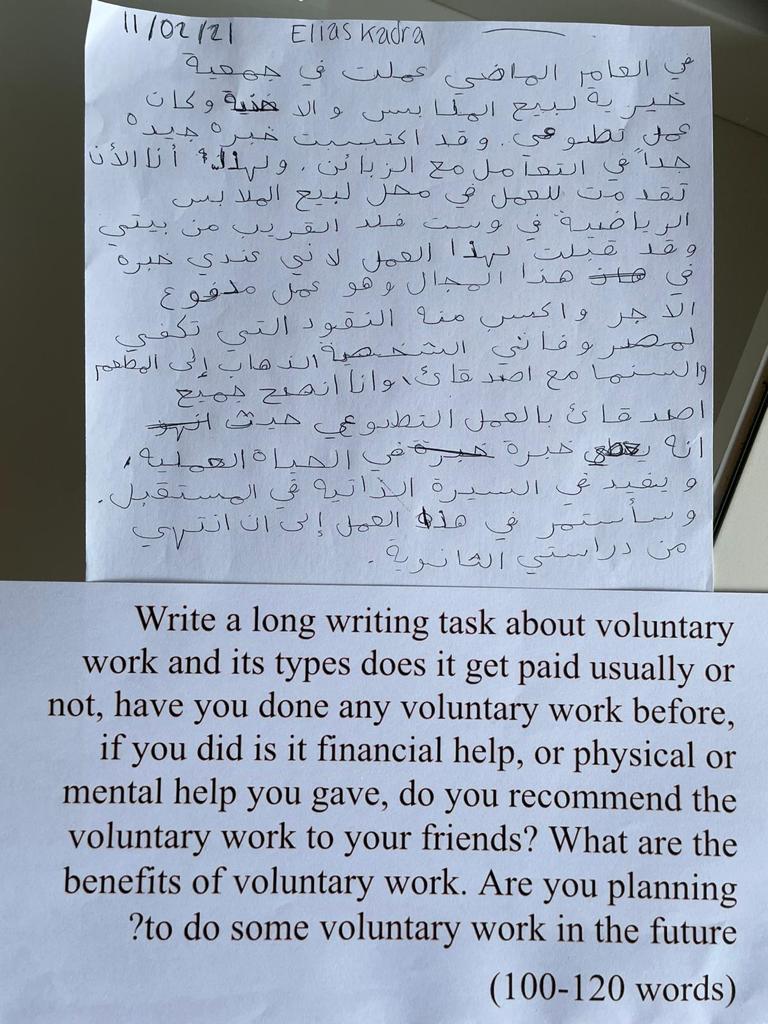 11/02/21 Elias Kadra
في العام الماضي عملت في جمعية
خيرية لبيع الملابس و الا حذية وكان
عمل تطوعي. وقد اكتسبت خبره جيده
جداً في التعامل مع الزبائن. ولهذا أنا الأن
تقدمت للعمل في محل لبيع الملابس
الرياضية في وست فلد القريب من بيتي
وقد قبلت لهذا العمل لاني عندي خبرة
في هذا المجال وهو عمل مدفوع
الاجر واكسب منه النقود التي تكفي
لمصروفاتي الشخصية الذهاب إلى المطعم
والسنما مع اصدقائ، وانا انصح جميع
اصدقائ بالعمل التطوعي حيث
انه يعطي خبرة في الحياة العملية،
و يفيد في السيرة الذاتية في المستقبل.
و سأستمر في هذا العمل إلى ان انتهي
من دراستي الثانوية.
Write a long writing task about voluntary
work and its types does it get paid usually or
not, have you done any voluntary work before,
if you did is it financial help, or physical or
mental help you gave, do you recommend the
voluntary work to your friends? What are the
benefits of voluntary work. Are you planning
?to do some voluntary work in the future
(100-120 words)